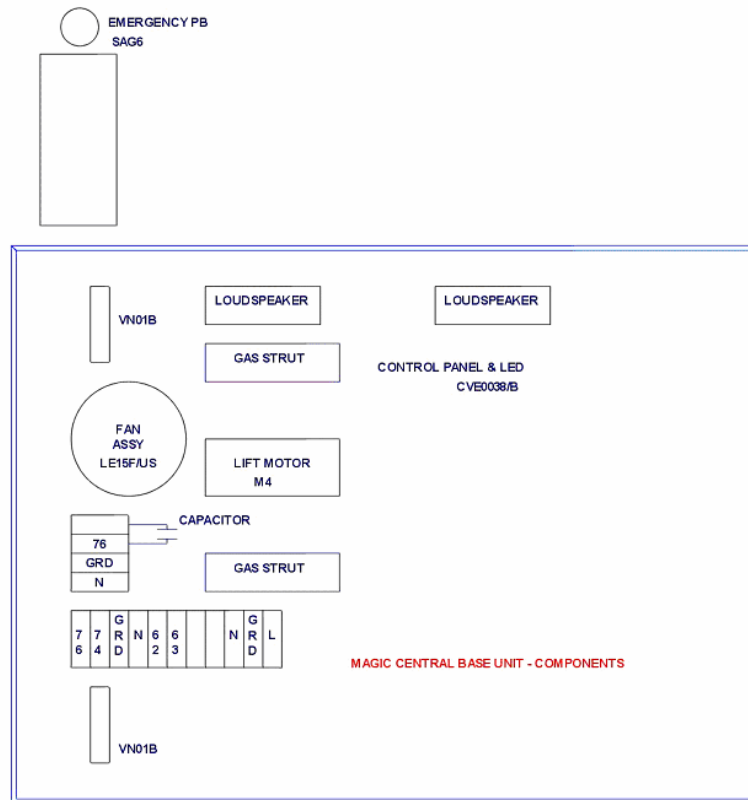 EMERGENCY PB
SAG6
LOUDSPEAKER
LOUDSPEAKER
VN01B
GAS STRUT
CONTROL PANEL & LED
CVE0038/B
FAN
ASSY
LE15F/US
LIFT MOTOR
M4
CAPACITOR
76
GRD
N
GAS STRUT
76
74
GRD
N
62
63
N
GRD
L
MAGIC CENTRAL BASE UNIT - COMPONENTS
VN01B